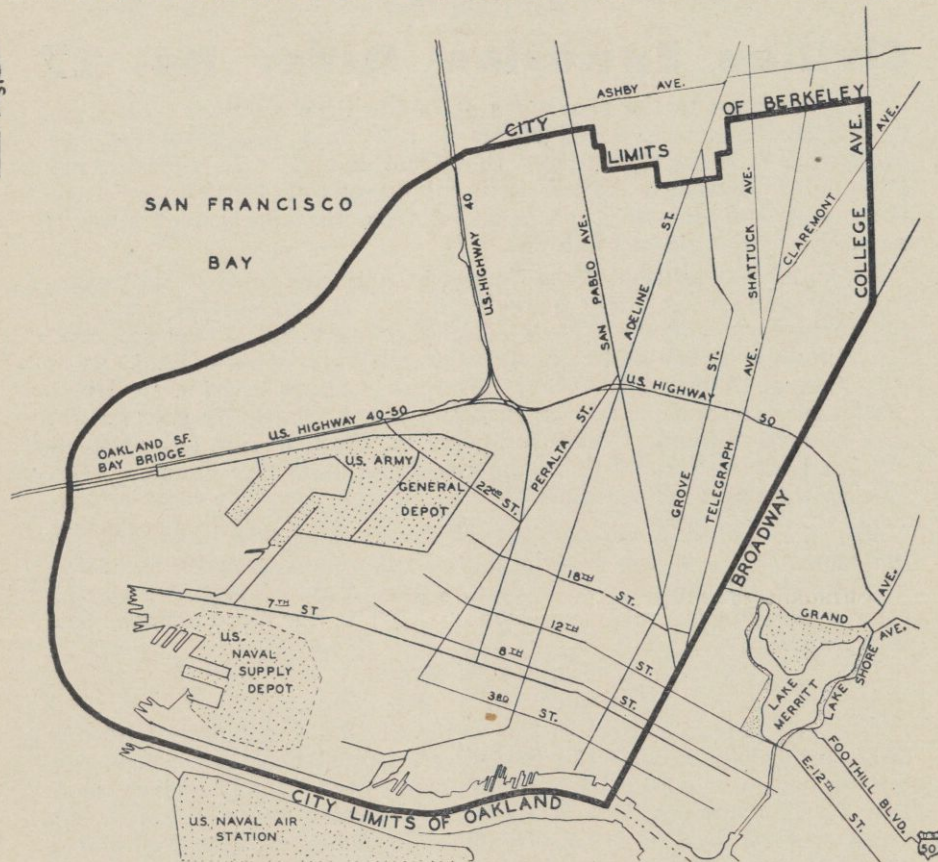 ASHBY AVE.
CITY LIMITS OF BERKELEY
SAN FRANCISCO
BAY
U.S. HIGHWAY 40
SAN PABLO AVE.
ADELINE ST.
SHATTUCK AVE.
CLAREMONT AVE.
COLLEGE AVE.
U.S. HIGHWAY 50
U.S. HIGHWAY 40-50
OAKLAND S.F.
BAY BRIDGE
U.S. ARMY
GENERAL
DEPOT
22ND ST.
PERALTA ST.
GROVE ST.
TELEGRAPH AVE.
BROADWAY
18TH ST.
12TH ST.
7TH ST
8TH ST.
3RD ST.
U.S.
NAVAL
SUPPLY
DEPOT
GRAND AVE.
LAKE
MERRITT
LAKE SHORE AVE.
FOOTHILL BLVD.
E-12TH ST.
50
CITY LIMITS OF OAKLAND
U.S. NAVAL AIR
STATION